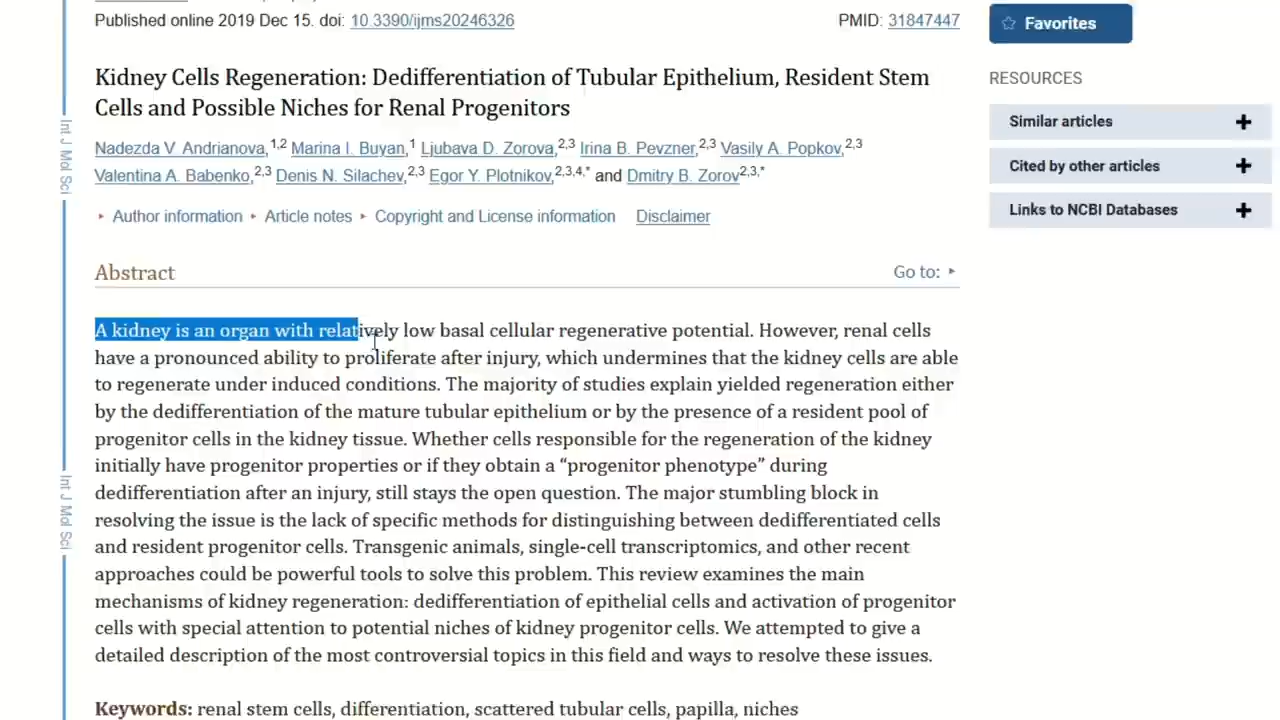 Published online 2019 Dec 15. doi: 10.3390/ijms20246326
PMID: 31847447
Kidney Cells Regeneration: Dedifferentiation of Tubular Epithelium, Resident Stem
Cells and Possible Niches for Renal Progenitors
Nadezda V. Andrianova,1,2 Marina I. Buyan,1 Ljubava D. Zorova,2,3 Irina B. Pevzner,2,3 Vasily A. Popkov,2,3
Valentina A. Babenko,2,3 Denis N. Silachev,2,3 Egor Y. Plotnikov,2,3,4,* and Dmitry B. Zorov2,3,*
Author information Article notes Copyright and License information Disclaimer
Abstract
Go to:
A kidney is an organ with relatively low basal cellular regenerative potential. However, renal cells
have a pronounced ability to proliferate after injury, which undermines that the kidney cells are able
to regenerate under induced conditions. The majority of studies explain yielded regeneration either
by the dedifferentiation of the mature tubular epithelium or by the presence of a resident pool of
progenitor cells in the kidney tissue. Whether cells responsible for the regeneration of the kidney
initially have progenitor properties or if they obtain a “progenitor phenotype” during
dedifferentiation after an injury, still stays the open question. The major stumbling block in
resolving the issue is the lack of specific methods for distinguishing between dedifferentiated cells
and resident progenitor cells. Transgenic animals, single-cell transcriptomics, and other recent
approaches could be powerful tools to solve this problem. This review examines the main
mechanisms of kidney regeneration: dedifferentiation of epithelial cells and activation of progenitor
cells with special attention to potential niches of kidney progenitor cells. We attempted to give a
detailed description of the most controversial topics in this field and ways to resolve these issues.
Keywords: renal stem cells, differentiation, scattered tubular cells, papilla, niches
Int J Mol Sci
Int J Mol Sci
Favorites
RESOURCES
Similar articles
Cited by other articles
Links to NCBI Databases